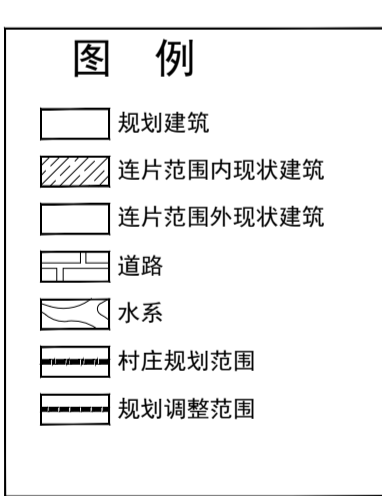 图 例
规划建筑
连片范围内现状建筑
连片范围外现状建筑
道路
水系
村庄规划范围
规划调整范围